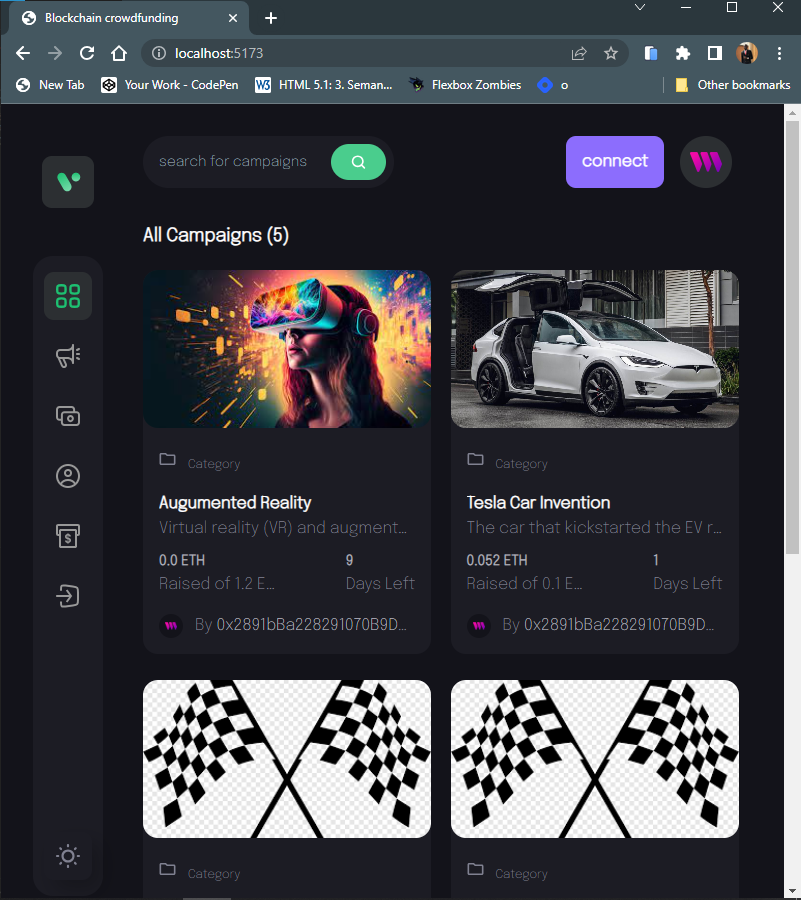 Blockchain crowdfunding
localhost:5173
New Tab Your Work - CodePen W3 HTML 5.1: 3. Seman... Flexbox Zombies o Other bookmarks
search for campaigns connect
All Campaigns (5)
Category Category
Augumented Reality Tesla Car Invention
Virtual reality (VR) and augment... The car that kickstarted the EV r...
0.0 ETH 9 0.052 ETH 1
Raised of 1.2 E... Days Left Raised of 0.1 E... Days Left
By 0x2891bBa228291070B9D... By 0x2891bBa228291070B9D...
Category Category